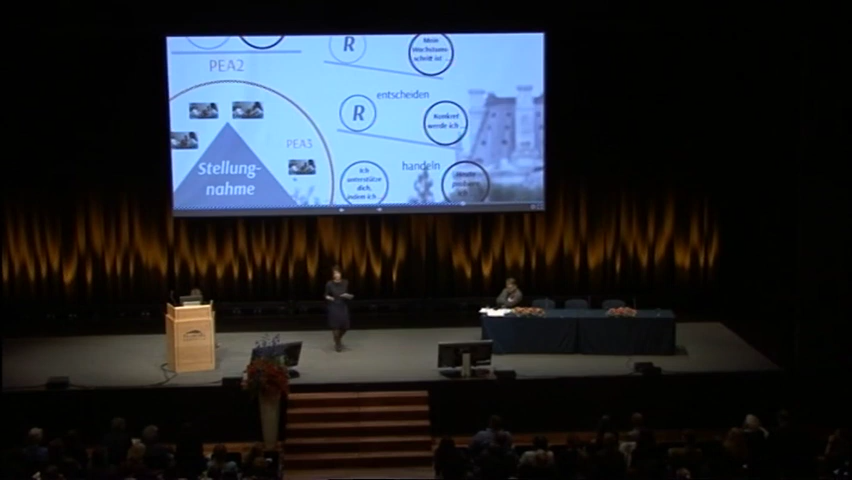 R
Mein
Wachstums-
schritt ist ...
PEA2
entscheiden
R
Konkret
werde ich ...
PEA3
Stellung-
nahme
handeln
Ich
unterstütze
dich,
indem ich ...